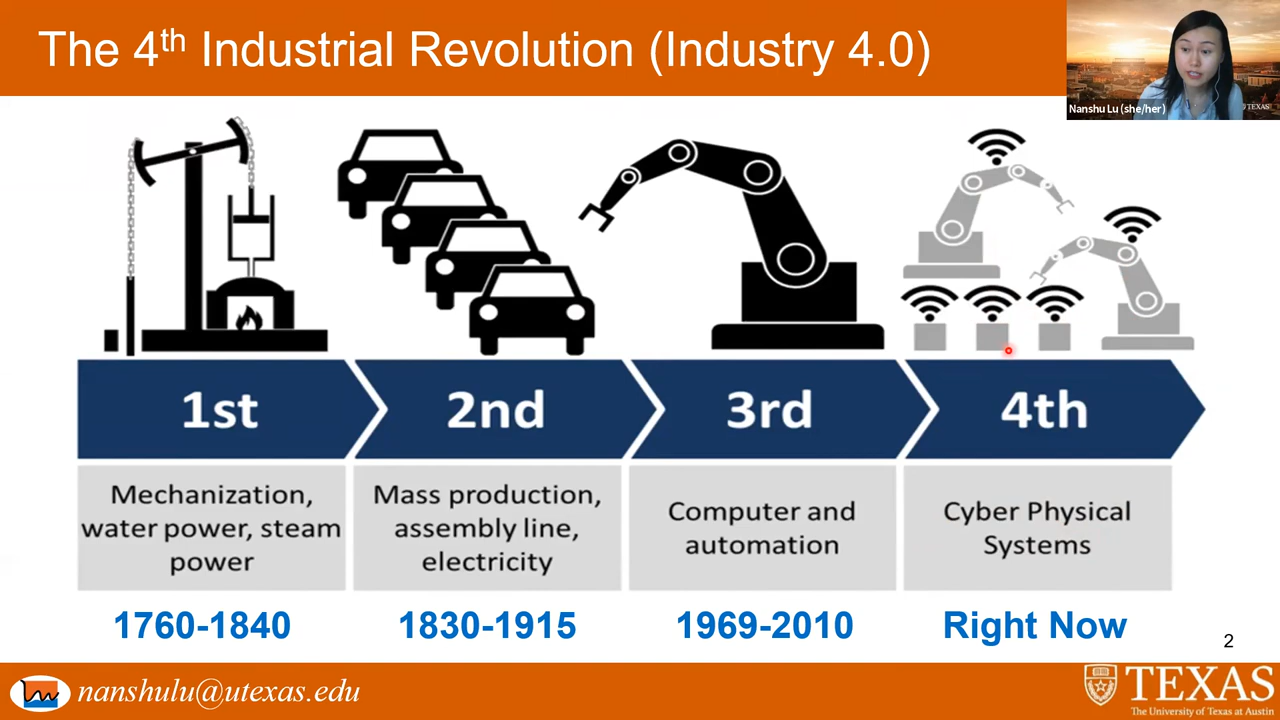 The 4th Industrial Revolution (Industry 4.0)
Nanshu Lu (she/her)
TEXAS
1st
2nd
3rd
4th
Mechanization,
water power, steam
power
Mass production,
assembly line,
electricity
Computer and
automation
Cyber Physical
Systems
1760-1840
1830-1915
1969-2010
Right Now
2
nanshulu@utexas.edu
TEXAS
The University of Texas at Austin